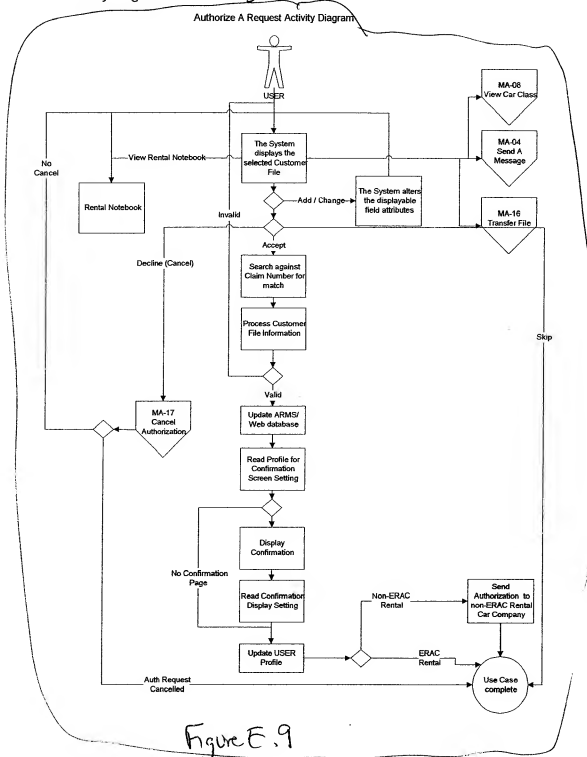 Authorize A Request Activity Diagram
USER
MA-08
View Car Class
MA-04
Send A
Message
MA-16
Transfer File
No
Cancel
View Rental Notebook
The System
displays the
selected Customer
File
Rental Notebook
Invalid
Add / Change
The System alters
the displayable
field attributes
Accept
Decline (Cancel)
Search against
Claim Number for
match
Process Customer
File Information
Skip
Valid
MA-17
Cancel
Authorization
Update ARMS/
Web database
Read Profile for
Confirmation
Screen Setting
Display
Confirmation
No Confirmation
Page
Read Confirmation
Display Setting
Non-ERAC
Rental
Send
Authorization to
non-ERAC Rental
Car Company
Update USER
Profile
ERAC
Rental
Auth Request
Cancelled
Use Case
complete
Figure E.9